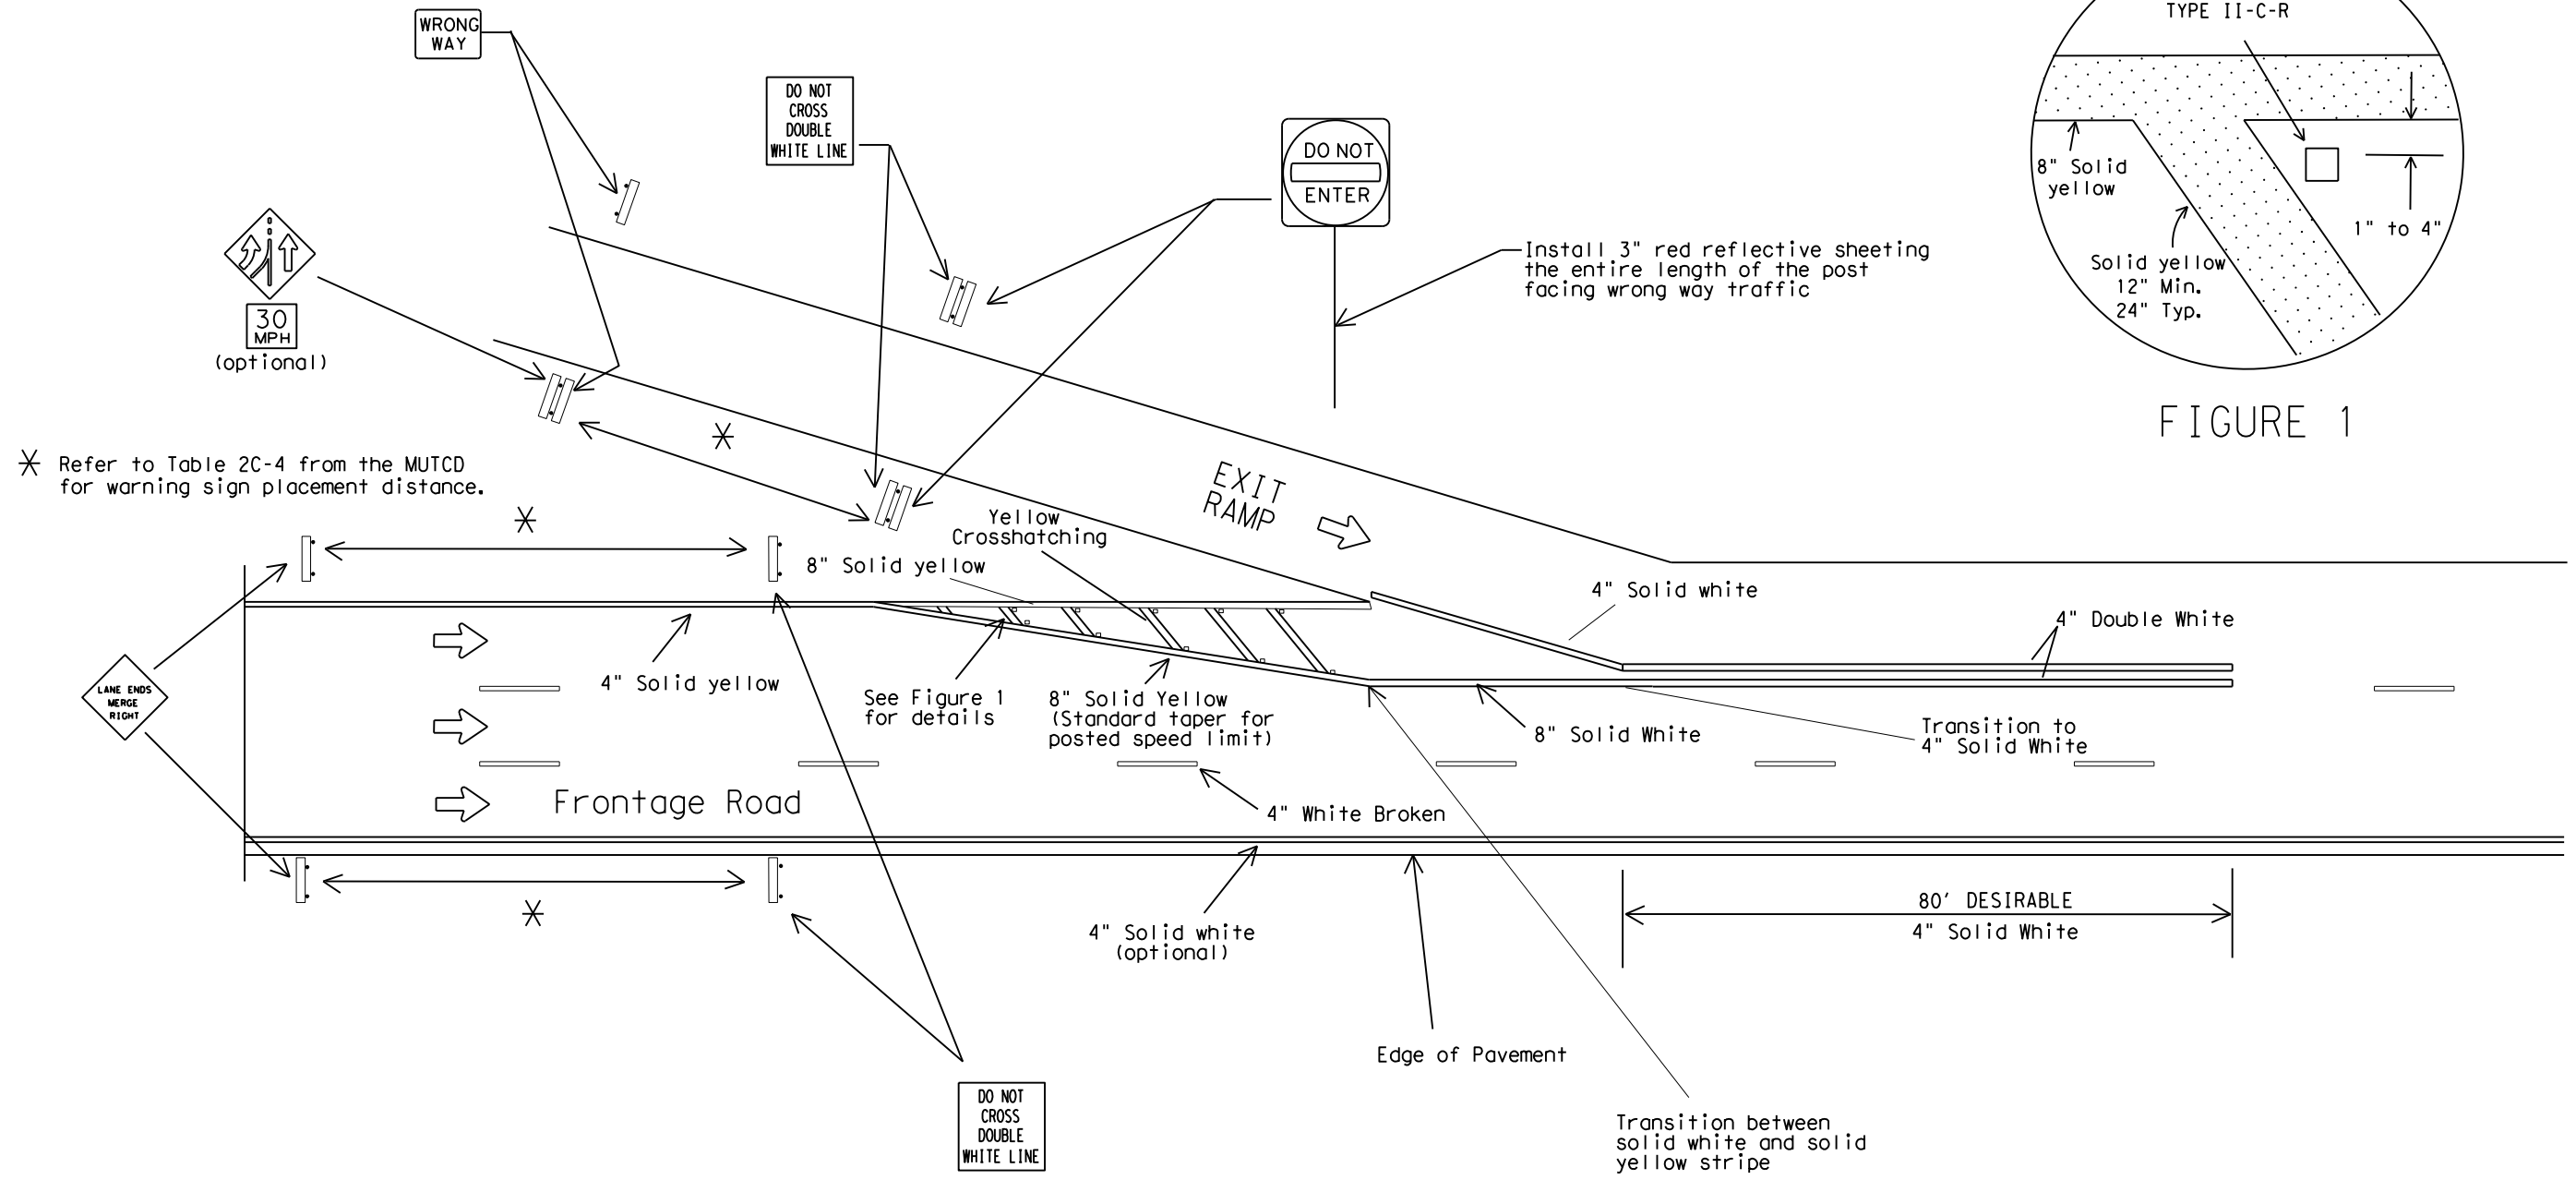 TYPE II-C-R
WRONG
WAY
DO NOT
CROSS
DOUBLE
WHITE LINE
DO NOT
ENTER
8" Solid
yellow
1" to 4"
Solid yellow
12" Min.
24" Typ.
FIGURE 1
Install 3" red reflective sheeting
the entire length of the post
facing wrong way traffic
30
MPH
(optional)
* Refer to Table 2C-4 from the MUTCD
for warning sign placement distance.
*
*
EXIT
RAMP
Yellow
Crosshatching
8" Solid yellow
4" Solid white
4" Double White
LANE ENDS
MERGE
RIGHT
4" Solid yellow
See Figure 1
for details
8" Solid Yellow
(Standard taper for
posted speed limit)
8" Solid White
Transition to
4" Solid White
Frontage Road
4" White Broken
*
4" Solid white
(optional)
80' DESIRABLE
4" Solid White
Edge of Pavement
DO NOT
CROSS
DOUBLE
WHITE LINE
Transition between
solid white and solid
yellow stripe